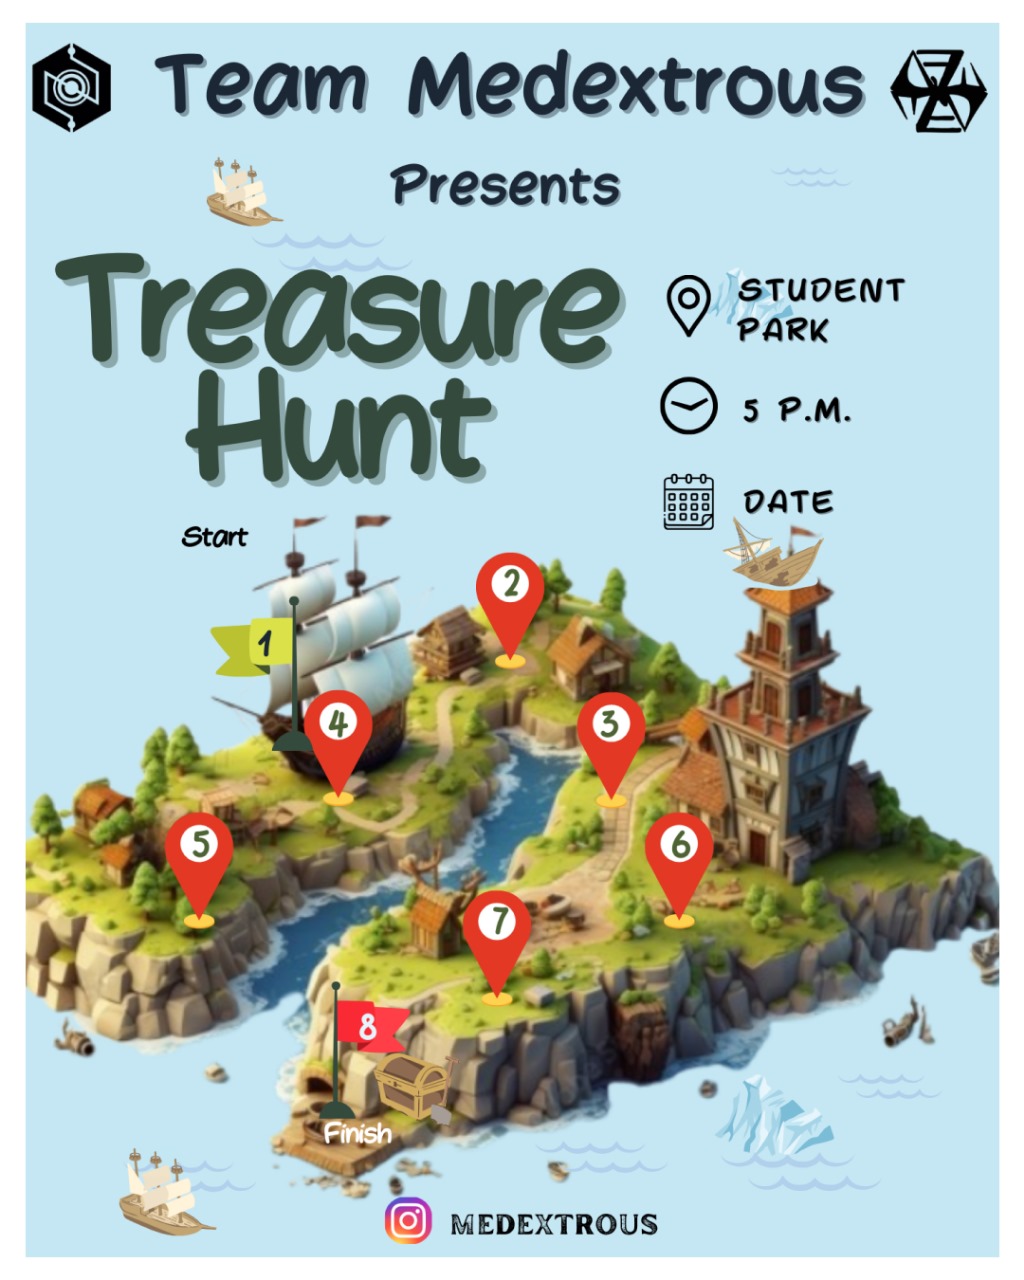 Team Medextrous
Presents
Treasure
Hunt
STUDENT
PARK
5 P.M.
DATE
Start
2
1
4
3
5
6
7
8
Finish
MEDEXTROUS